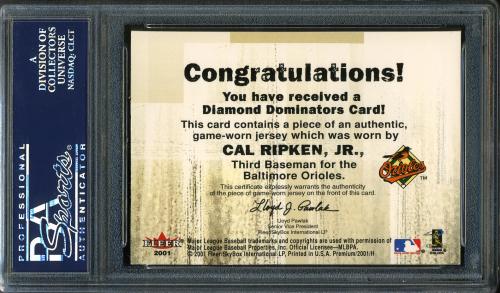 A
DIVISION OF
COLLECTORS
UNIVERSE
NASDAQ: CLCT
PSA
Sports
PROFESSIONAL
AUTHENTICATOR
Congratulations!
You have received a
Diamond Dominators Card!
This card contains a piece of an authentic,
game-worn jersey which was worn by
CAL RIPKEN, JR.,
Third Baseman for the
Baltimore Orioles.
This certificate expressly warrants the authenticity
of the piece of game-worn jersey on the front of this card.
Lloyd J. Pawlak
Lloyd Pawlak
Senior Vice President
Fleer/SkyBox International LP
Orioles
TM
FLEER
2001
Major League Baseball trademarks and copyrights are used with permission of
Major League Baseball Properties, Inc. Official Licensee—MLBPA.
© 2001 Fleer/SkyBox International LP. Printed in U.S.A. Premium/2001/H